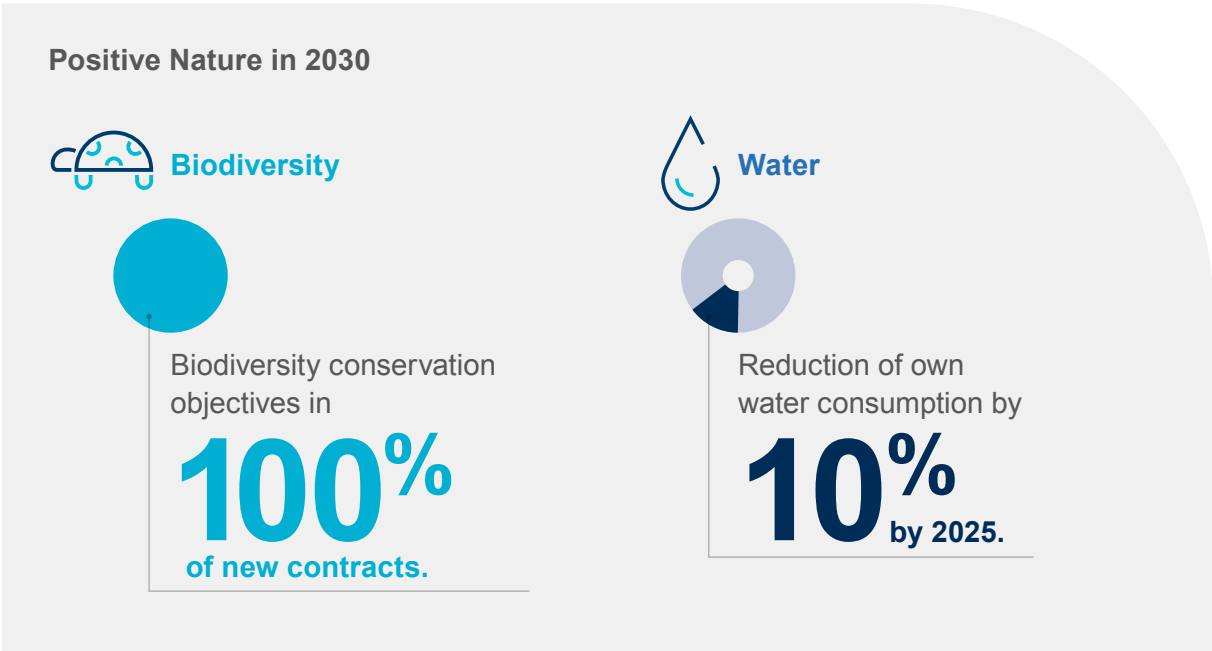 Positive Nature in 2030
Biodiversity
Biodiversity conservation
objectives in
100%
of new contracts.
Water
Reduction of own
water consumption by
10%
by 2025.